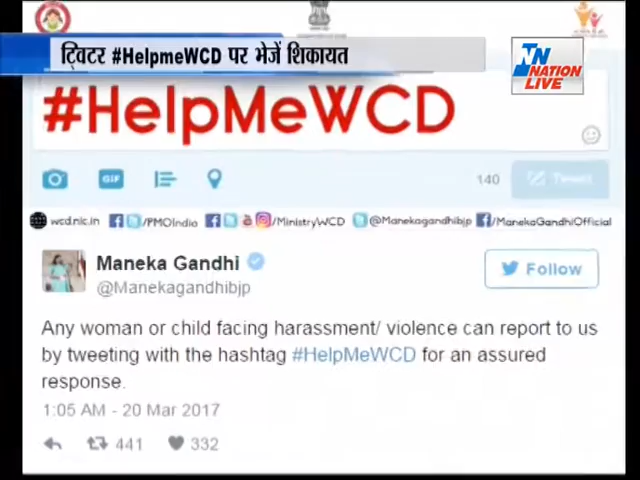 ट्विटर #HelpmeWCD पर भेजें शिकायत
NATION
LIVE
#HelpMeWCD
GIF
140
Tweet
wcd.nic.in
/PMOIndia
/MinistryWCD
@Manekagandhibjp
/ManekaGandhiOfficial
Maneka Gandhi
Follow
@Manekagandhibjp
Any woman or child facing harassment/ violence can report to us
by tweeting with the hashtag #HelpMeWCD for an assured
response.
1:05 AM - 20 Mar 2017
441
332